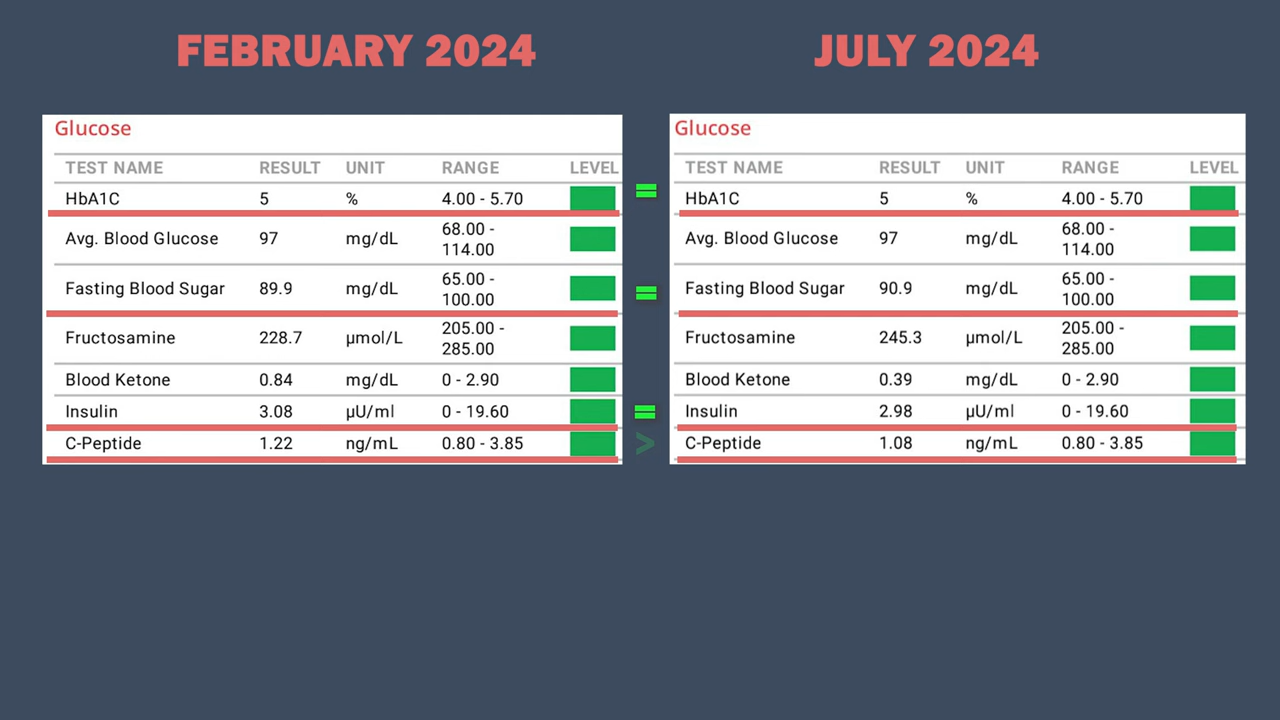 FEBRUARY 2024
JULY 2024
Glucose
TEST NAME RESULT UNIT RANGE LEVEL
HbA1C 5 % 4.00 - 5.70
Avg. Blood Glucose 97 mg/dL 68.00 -
114.00
Fasting Blood Sugar 89.9 mg/dL 65.00 -
100.00
Fructosamine 228.7 µmol/L 205.00 -
285.00
Blood Ketone 0.84 mg/dL 0 - 2.90
Insulin 3.08 µU/ml 0 - 19.60
C-Peptide 1.22 ng/mL 0.80 - 3.85
=
=
=
>
Glucose
TEST NAME RESULT UNIT RANGE LEVEL
HbA1C 5 % 4.00 - 5.70
Avg. Blood Glucose 97 mg/dL 68.00 -
114.00
Fasting Blood Sugar 90.9 mg/dL 65.00 -
100.00
Fructosamine 245.3 µmol/L 205.00 -
285.00
Blood Ketone 0.39 mg/dL 0 - 2.90
Insulin 2.98 µU/ml 0 - 19.60
C-Peptide 1.08 ng/mL 0.80 - 3.85